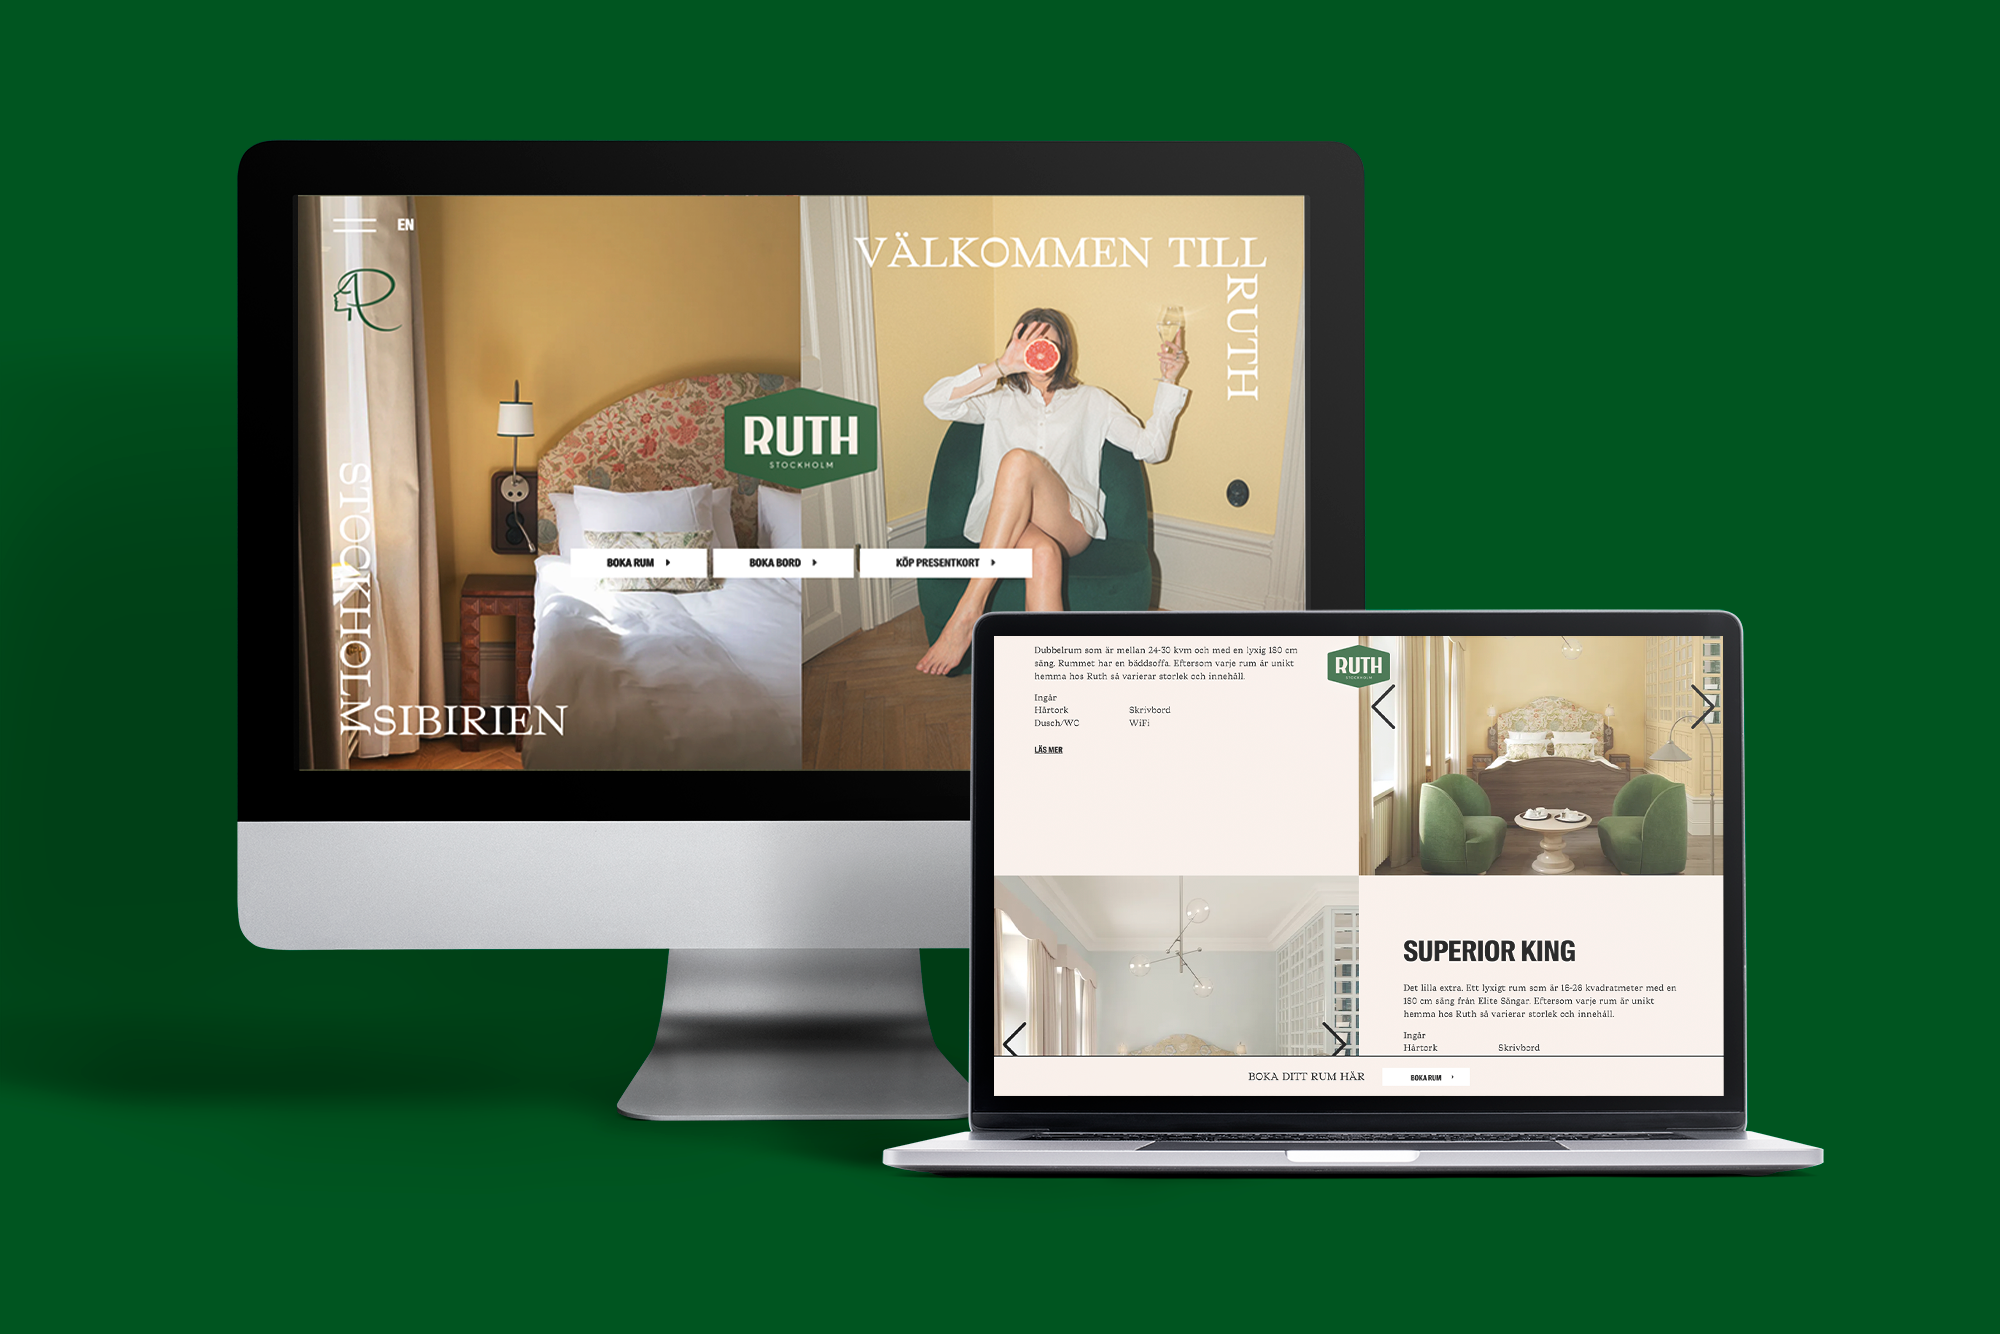 EN
VÄLKOMMEN TILL
RUTH
RUTH
STOCKHOLM
BOKA RUM
BOKA BORD
KÖP PRESENTKORT
STOCKHOLM
SIBIRIEN
Dubbelrum som är mellan 24-30 kvm och med en lyxig 180 cm
säng. Rummet har en bäddsoffa. Eftersom varje rum är unikt
hemma hos Ruth så varierar storlek och innehåll.
Ingår
Hårtork Skrivbord
Dusch/WC WiFi
LÄS MER
RUTH
STOCKHOLM
SUPERIOR KING
Det lilla extra. Ett lyxigt rum som är 16-26 kvadratmeter med en
180 cm säng från Elite Sängar. Eftersom varje rum är unikt
hemma hos Ruth så varierar storlek och innehåll.
Ingår
Hårtork Skrivbord
BOKA DITT RUM HÄR
BOKA RUM